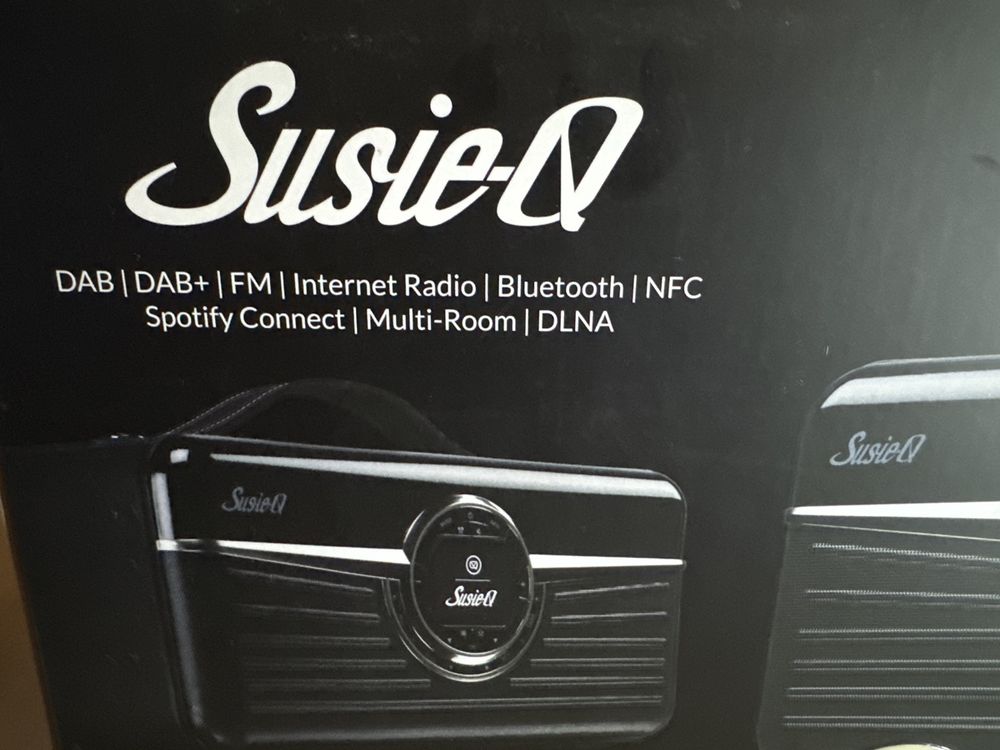 Susie-Q
DAB | DAB+ | FM | Internet Radio | Bluetooth | NFC
Spotify Connect | Multi-Room | DLNA
Susie-Q
Susie-Q
Susie-Q